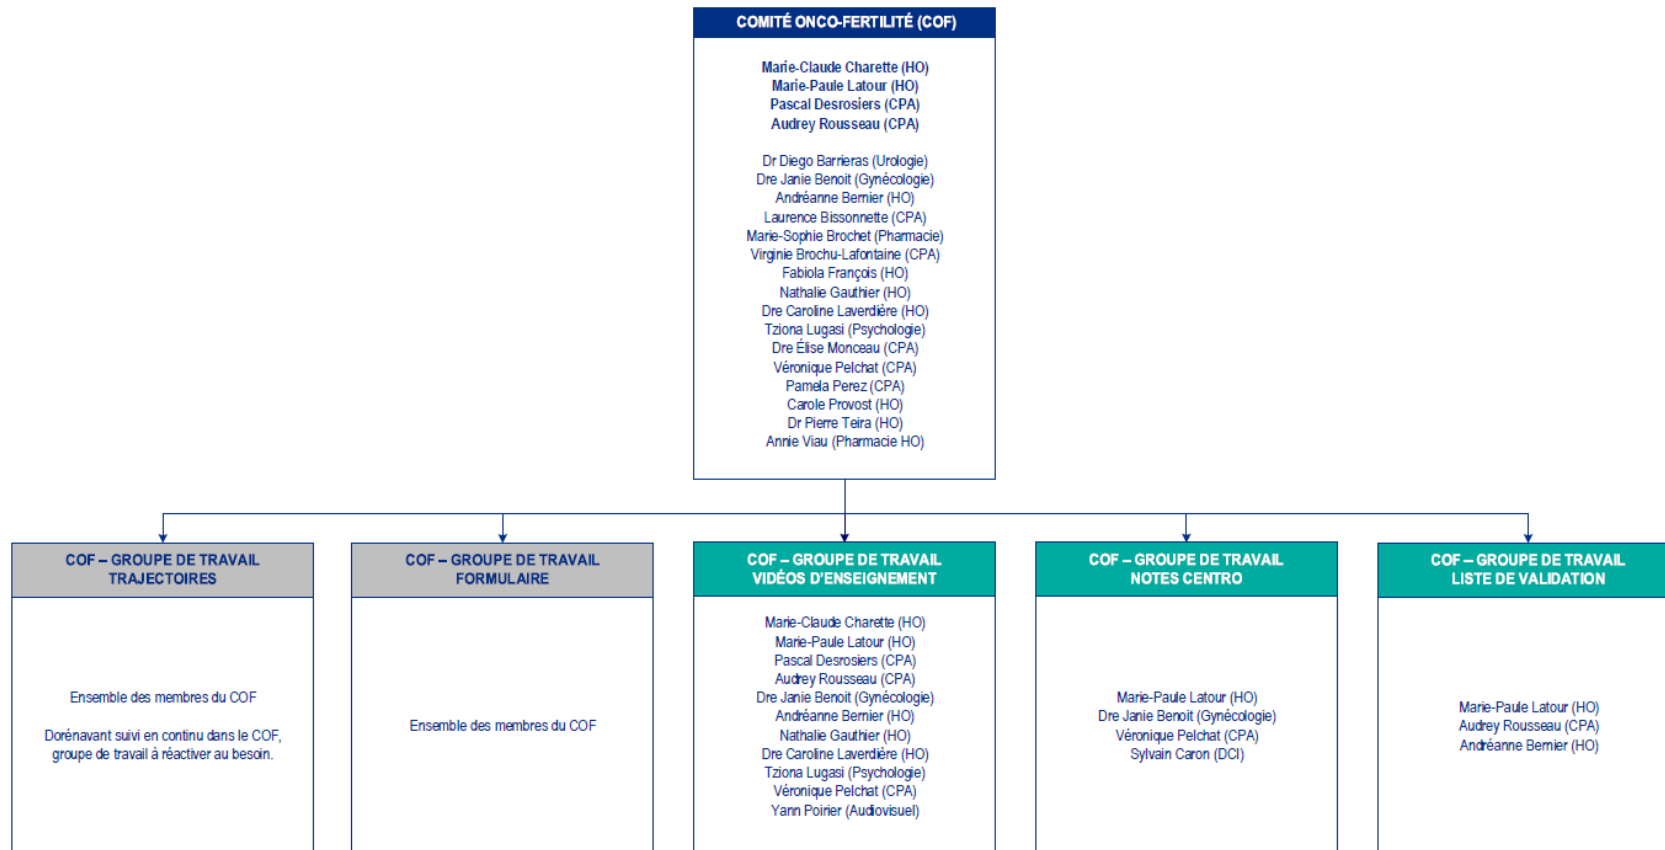 COMITÉ ONCO-FERTILITÉ (COF)
Marie-Claude Charette (HO)
Marie-Paule Latour (HO)
Pascal Desrosiers (CPA)
Audrey Rousseau (CPA)
Dr Diego Barrieras (Urologie)
Dre Janie Benoit (Gynécologie)
Andréanne Bernier (HO)
Laurence Bissonnette (CPA)
Marie-Sophie Brochet (Pharmacie)
Virginie Brochu-Lafontaine (CPA)
Fabiola François (HO)
Nathalie Gauthier (HO)
Dre Caroline Laverdière (HO)
Tziona Lugasi (Psychologie)
Dre Élise Monceau (CPA)
Véronique Pelchat (CPA)
Pamela Perez (CPA)
Carole Provost (HO)
Dr Pierre Teira (HO)
Annie Viau (Pharmacie HO)
COF – GROUPE DE TRAVAIL
TRAJECTOIRES
Ensemble des membres du COF
Dorénavant suivi en continu dans le COF,
groupe de travail à réactiver au besoin.
COF – GROUPE DE TRAVAIL
FORMULAIRE
Ensemble des membres du COF
COF – GROUPE DE TRAVAIL
VIDÉOS D'ENSEIGNEMENT
Marie-Claude Charette (HO)
Marie-Paule Latour (HO)
Pascal Desrosiers (CPA)
Audrey Rousseau (CPA)
Dre Janie Benoit (Gynécologie)
Andréanne Bernier (HO)
Nathalie Gauthier (HO)
Dre Caroline Laverdière (HO)
Tziona Lugasi (Psychologie)
Véronique Pelchat (CPA)
Yann Poirier (Audiovisuel)
COF – GROUPE DE TRAVAIL
NOTES CENTRO
Marie-Paule Latour (HO)
Dre Janie Benoit (Gynécologie)
Véronique Pelchat (CPA)
Sylvain Caron (DCI)
COF – GROUPE DE TRAVAIL
LISTE DE VALIDATION
Marie-Paule Latour (HO)
Audrey Rousseau (CPA)
Andréanne Bernier (HO)